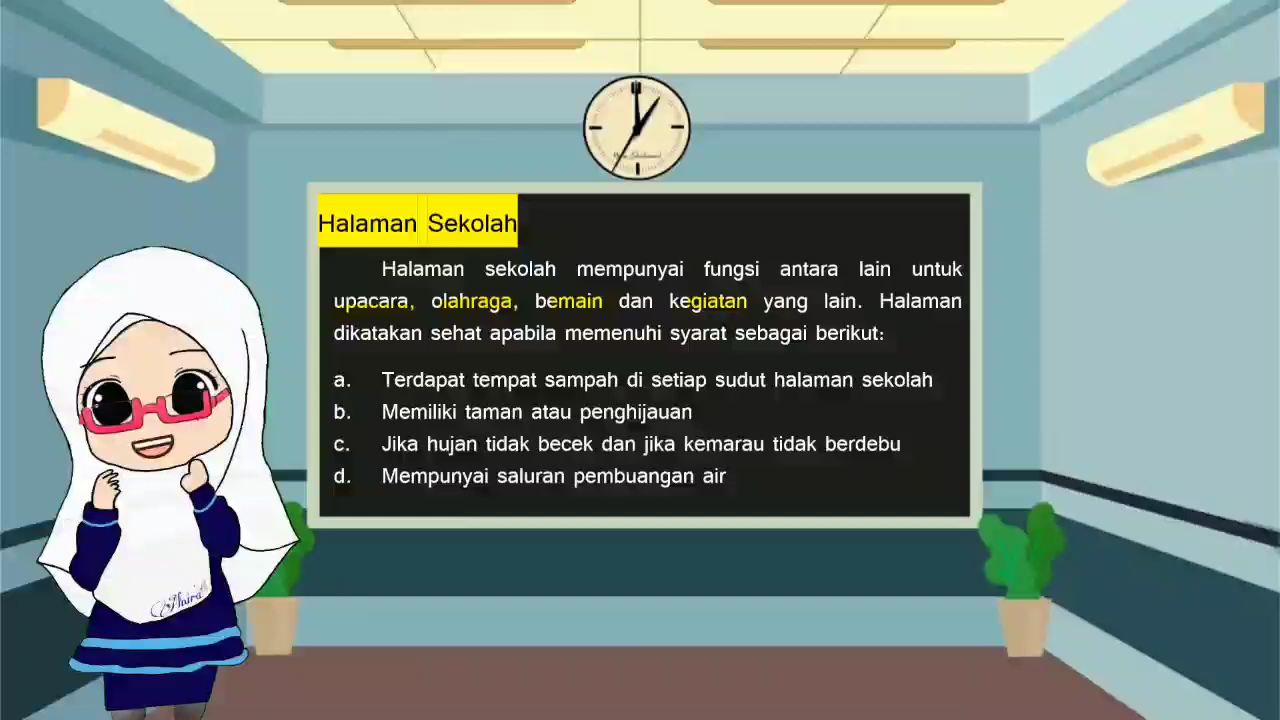 Halaman Sekolah
Halaman sekolah mempunyai fungsi antara lain untuk
upacara, olahraga, bemain dan kegiatan yang lain. Halaman
dikatakan sehat apabila memenuhi syarat sebagai berikut:
a. Terdapat tempat sampah di setiap sudut halaman sekolah
b. Memiliki taman atau penghijauan
c. Jika hujan tidak becek dan jika kemarau tidak berdebu
d. Mempunyai saluran pembuangan air